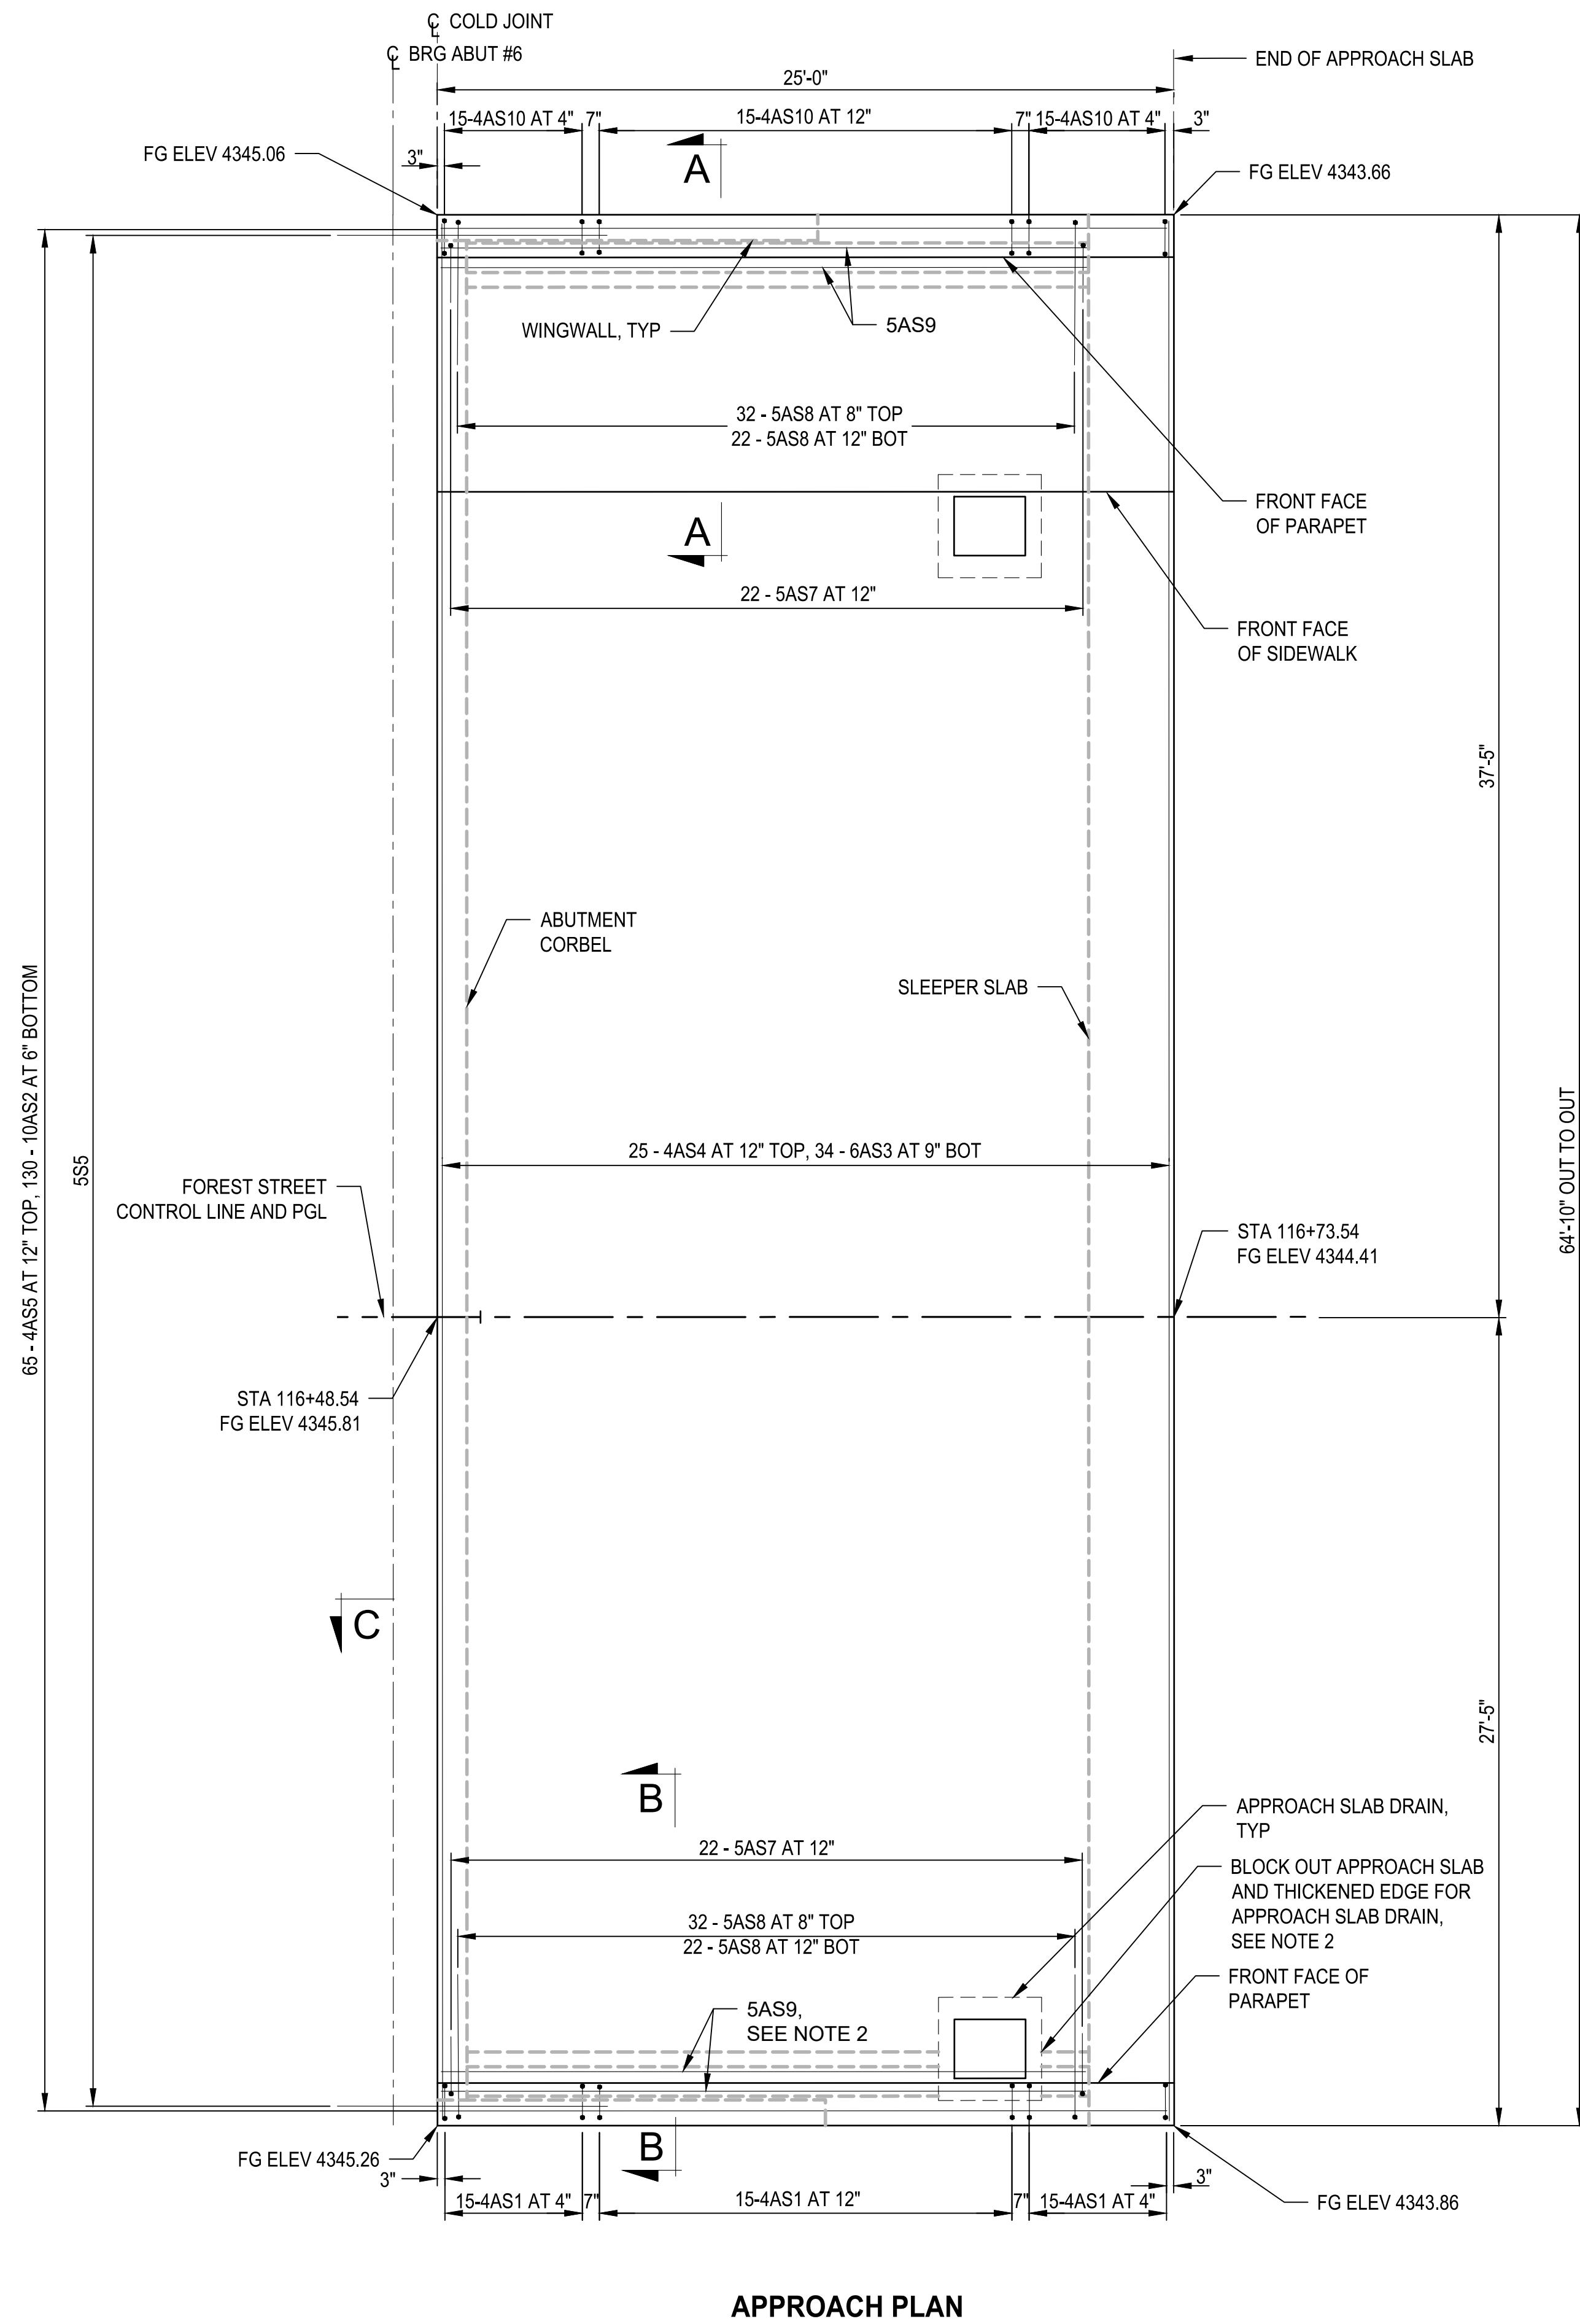 ℄ COLD JOINT
℄ BRG ABUT #6
END OF APPROACH SLAB
25'-0"
15-4AS10 AT 4"
7"
15-4AS10 AT 12"
7"
15-4AS10 AT 4"
3"
3"
FG ELEV 4345.06
A
FG ELEV 4343.66
WINGWALL, TYP
5AS9
32 - 5AS8 AT 8" TOP
22 - 5AS8 AT 12" BOT
FRONT FACE
OF PARAPET
A
22 - 5AS7 AT 12"
FRONT FACE
OF SIDEWALK
37'-5"
ABUTMENT
CORBEL
SLEEPER SLAB
65 - 4AS5 AT 12" TOP, 130 - 10AS2 AT 6" BOTTOM
5S5
25 - 4AS4 AT 12" TOP, 34 - 6AS3 AT 9" BOT
64'-10" OUT TO OUT
FOREST STREET
CONTROL LINE AND PGL
STA 116+73.54
FG ELEV 4344.41
STA 116+48.54
FG ELEV 4345.81
C
27'-5"
B
APPROACH SLAB DRAIN,
TYP
22 - 5AS7 AT 12"
BLOCK OUT APPROACH SLAB
AND THICKENED EDGE FOR
APPROACH SLAB DRAIN,
SEE NOTE 2
32 - 5AS8 AT 8" TOP
22 - 5AS8 AT 12" BOT
FRONT FACE OF
PARAPET
5AS9,
SEE NOTE 2
B
FG ELEV 4345.26
3"
3"
15-4AS1 AT 4"
7"
15-4AS1 AT 12"
7"
15-4AS1 AT 4"
FG ELEV 4343.86
APPROACH PLAN